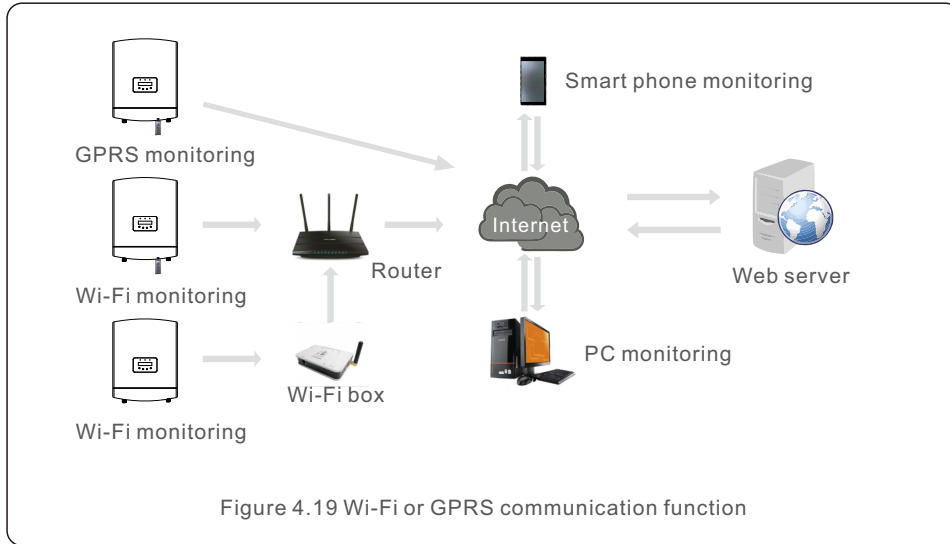 Smart phone monitoring
GPRS monitoring
Internet
Router
Web server
Wi-Fi monitoring
PC monitoring
Wi-Fi box
Wi-Fi monitoring
Figure 4.19 Wi-Fi or GPRS communication function